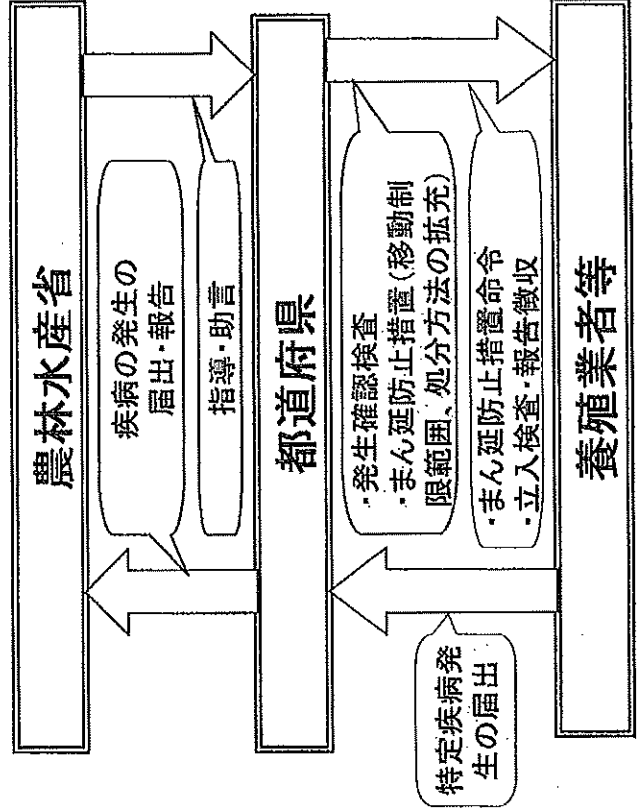 農林水産省
疾病の発生の
届出・報告
指導・助言
都道府県
・発生確認検査
・まん延防止措置(移動制
限範囲、処分方法の拡充)
・まん延防止措置命令
・立入検査・報告徴収
特定疾病発
生の届出
養殖業者等